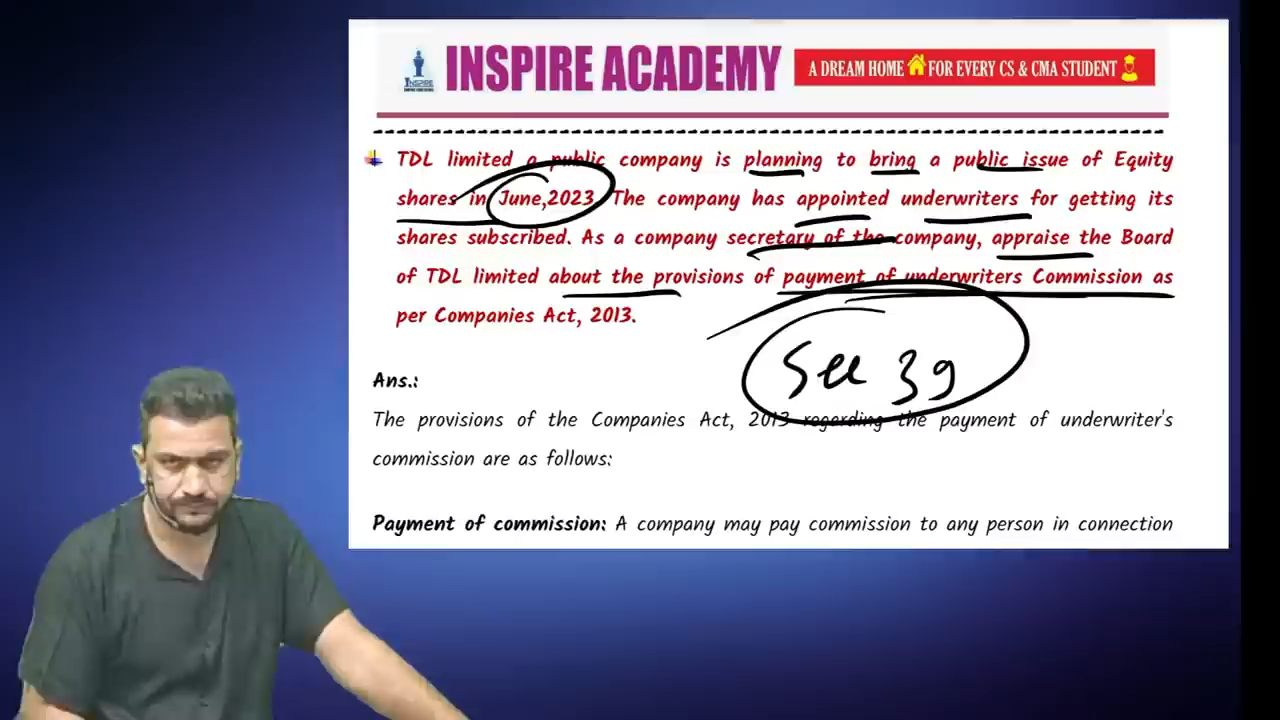 INSPIRE
INSPIRE ACADEMY
A DREAM HOME FOR EVERY CS & CMA STUDENT
TDL limited a public company is planning to bring a public issue of Equity
shares in June,2023. The company has appointed underwriters for getting its
shares subscribed. As a company secretary of the company, appraise the Board
of TDL limited about the provisions of payment of underwriters Commission as
per Companies Act, 2013.
Sec 39
Ans.:
The provisions of the Companies Act, 2013 regarding the payment of underwriter's
commission are as follows:
Payment of commission: A company may pay commission to any person in connection